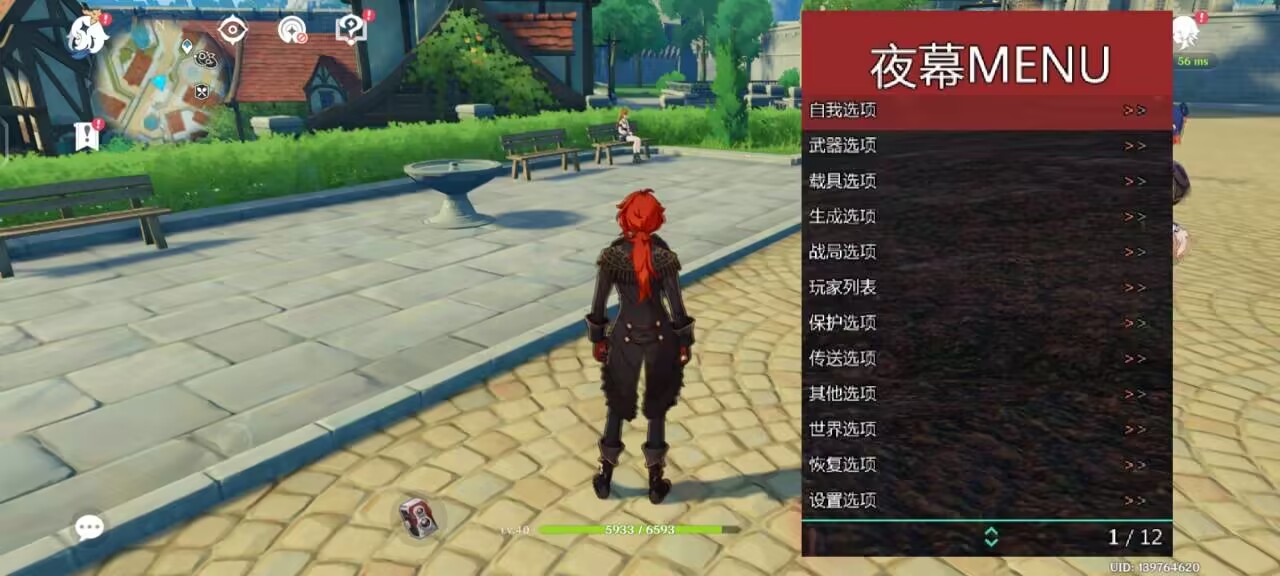 夜幕MENU
自我选项 >>
武器选项 >>
载具选项 >>
生成选项 >>
战局选项 >>
玩家列表 >>
保护选项 >>
传送选项 >>
其他选项 >>
世界选项 >>
恢复选项 >>
设置选项 >>
1 / 12
56 ms
N
Lv.40 5933 / 6593
UID: 139764620